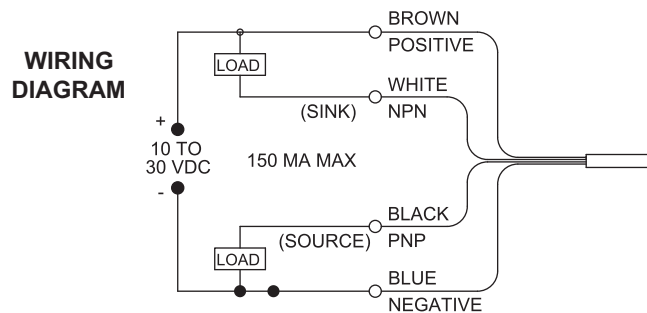 WIRING
DIAGRAM
BROWN
POSITIVE
LOAD
WHITE
(SINK)
NPN
+
10 TO
30 VDC
-
150 MA MAX
BLACK
(SOURCE)
PNP
LOAD
BLUE
NEGATIVE